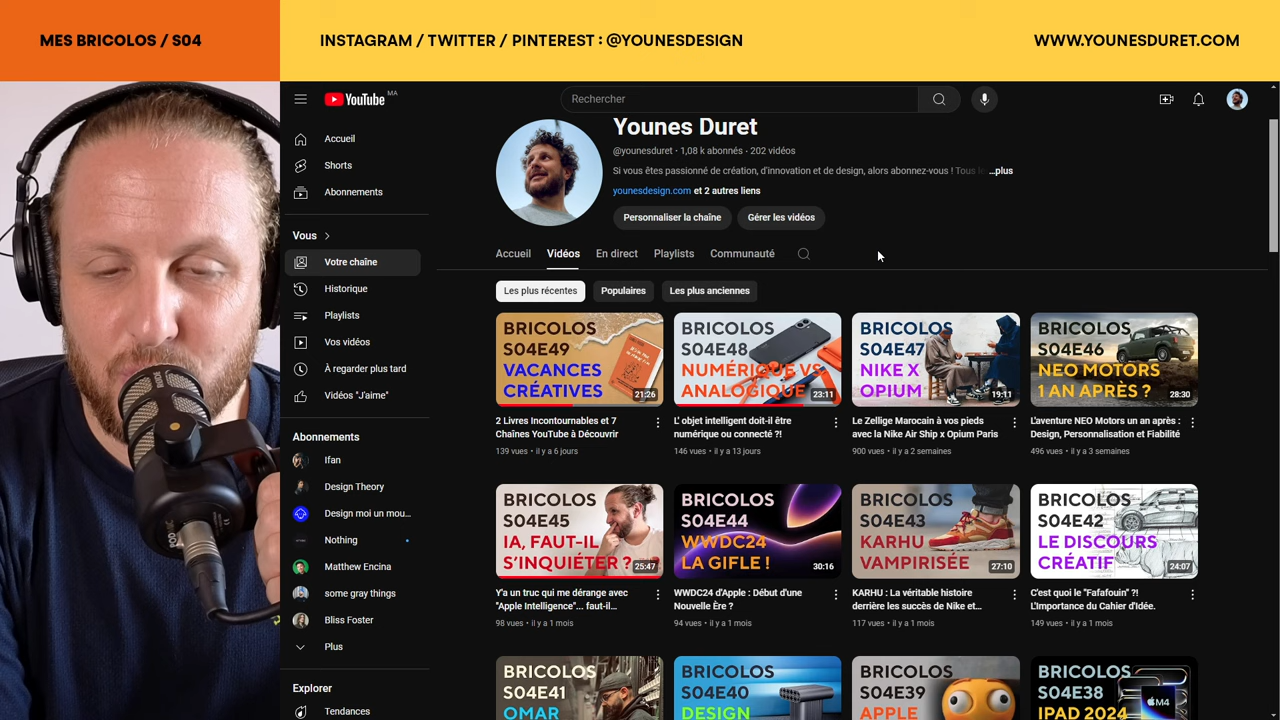 MES BRICOLOS / S04
INSTAGRAM / TWITTER / PINTEREST : @YOUNESDESIGN
WWW.YOUNESDURET.COM
YouTube MA
Rechercher
Accueil
Shorts
Abonnements
Vous
Votre chaîne
Historique
Playlists
Vos vidéos
À regarder plus tard
Vidéos "J'aime"
Abonnements
Ifan
Design Theory
Design moi un mou...
Nothing
Matthew Encina
some gray things
Bliss Foster
Plus
Explorer
Tendances
Younes Duret
@younesduret · 1,08 k abonnés · 202 vidéos
Si vous êtes passionné de création, d'innovation et de design, alors abonnez-vous ! Tous ...plus
younesdesign.com et 2 autres liens
Personnaliser la chaîne
Gérer les vidéos
Accueil
Vidéos
En direct
Playlists
Communauté
Les plus récentes
Populaires
Les plus anciennes
BRICOLOS
S04E49
VACANCES
CRÉATIVES
21:26
2 Livres Incontournables et 7
Chaînes YouTube à Découvrir
139 vues • il y a 6 jours
BRICOLOS
S04E48
NUMÉRIQUE VS
ANALOGIQUE
23:11
L' objet intelligent doit-il être
numérique ou connecté ?!
146 vues • il y a 13 jours
BRICOLOS
S04E47
NIKE X
OPIUM
19:11
Le Zellige Marocain à vos pieds
avec la Nike Air Ship x Opium Paris
900 vues • il y a 2 semaines
BRICOLOS
S04E46
NEO MOTORS
1 AN APRÈS ?
28:30
L'aventure NEO Motors un an après :
Design, Personnalisation et Fiabilité
496 vues • il y a 3 semaines
BRICOLOS
S04E45
IA, FAUT-IL
S'INQUIÉTER ?
25:47
Y'a un truc qui me dérange avec
"Apple Intelligence"... faut-il...
98 vues • il y a 1 mois
BRICOLOS
S04E44
WWDC24
LA GIFLE !
30:16
WWDC24 d'Apple : Début d'une
Nouvelle Ère ?
94 vues • il y a 1 mois
BRICOLOS
S04E43
KARHU
VAMPIRISÉE
27:10
KARHU : La véritable histoire
derrière les succès de Nike et...
117 vues • il y a 1 mois
BRICOLOS
S04E42
LE DISCOURS
CRÉATIF
24:07
C'est quoi le "Fafafouin" ?!
L'Importance du Cahier d'Idée.
149 vues • il y a 1 mois
BRICOLOS
S04E41
OMAR
BRICOLOS
S04E40
DESIGN
BRICOLOS
S04E39
APPLE
BRICOLOS
S04E38
IPAD 2024
M4